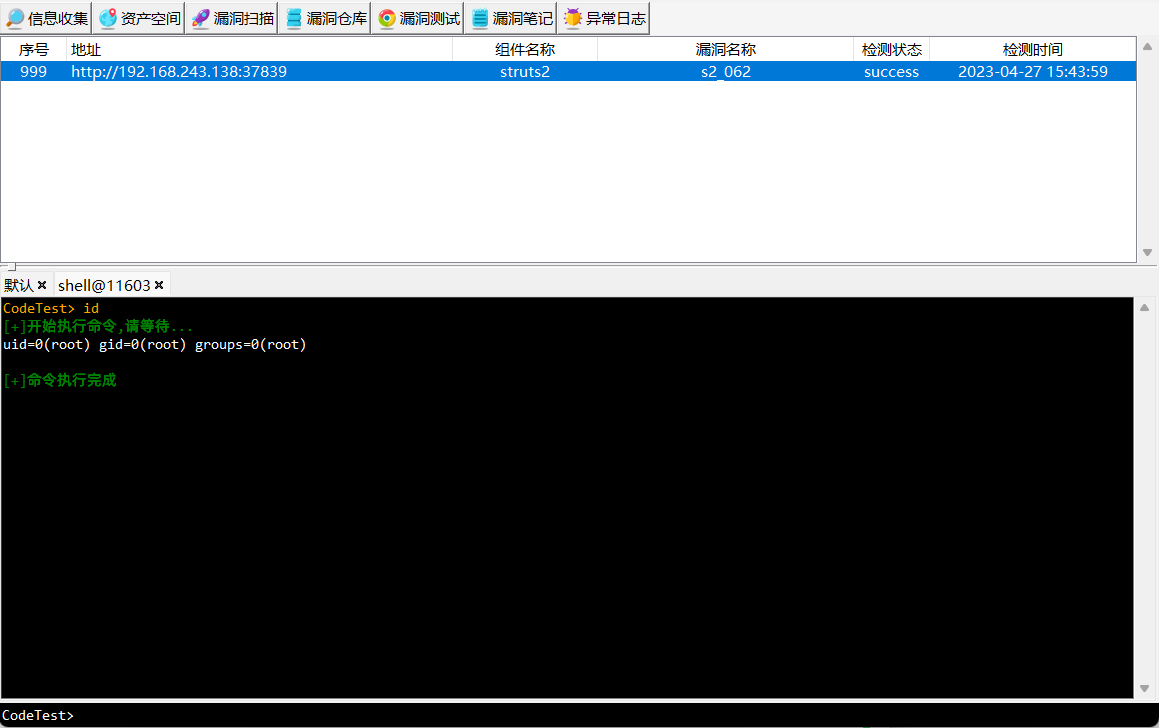 信息收集 资产空间 漏洞扫描 漏洞仓库 漏洞测试 漏洞笔记 异常日志
序号 地址 组件名称 漏洞名称 检测状态 检测时间
999 http://192.168.243.138:37839 struts2 s2_062 success 2023-04-27 15:43:59
默认 × shell@11603 ×
CodeTest> id
[+]开始执行命令,请等待...
uid=0(root) gid=0(root) groups=0(root)
[+]命令执行完成
CodeTest>